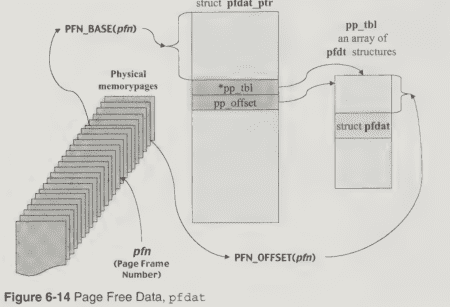 struct pfdat_ptr
PFN_BASE(pfn)
pp_tbl
an array of
pfdt structures
Physical
memorypages
*pp_tbl
pp_offset
struct pfdat
pfn
(Page Frame
Number)
PFN_OFFSET(pfn)
Figure 6-14 Page Free Data, pfdat